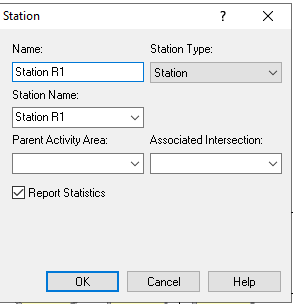 Station
Name: Station Type:
Station R1 Station
Station Name:
Station R1
Parent Activity Area: Associated Intersection:
Report Statistics
OK Cancel Help